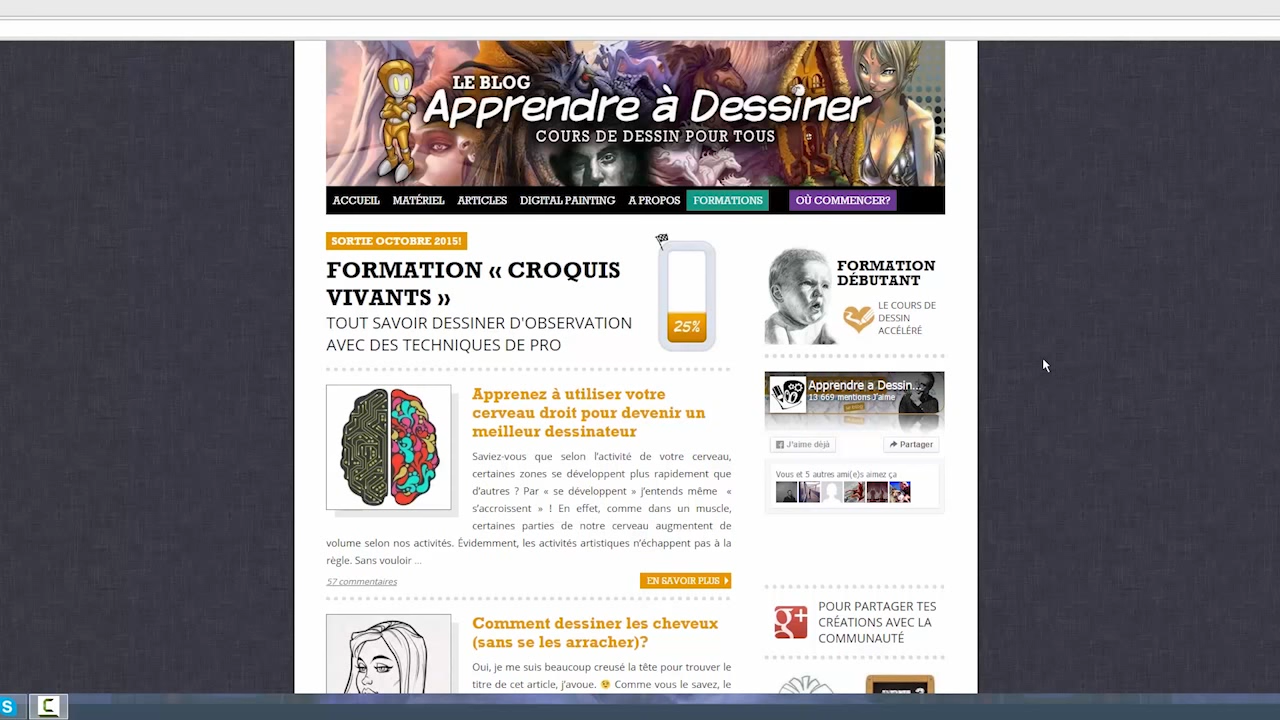 LE BLOG
Apprendre à Dessiner
COURS DE DESSIN POUR TOUS
ACCUEIL MATÉRIEL ARTICLES DIGITAL PAINTING A PROPOS FORMATIONS OÙ COMMENCER?
SORTIE OCTOBRE 2015!
FORMATION « CROQUIS
VIVANTS »
TOUT SAVOIR DESSINER D'OBSERVATION
AVEC DES TECHNIQUES DE PRO
25%
Apprenez à utiliser votre
cerveau droit pour devenir un
meilleur dessinateur
Saviez-vous que selon l'activité de votre cerveau,
certaines zones se développent plus rapidement que
d'autres ? Par « se développent » j'entends même «
s'accroissent » ! En effet, comme dans un muscle,
certaines parties de notre cerveau augmentent de
volume selon nos activités. Évidemment, les activités artistiques n'échappent pas à la
règle. Sans vouloir ...
57 commentaires
EN SAVOIR PLUS
Comment dessiner les cheveux
(sans se les arracher)?
Oui, je me suis beaucoup creusé la tête pour trouver le
titre de cet article, j'avoue. 😉 Comme vous le savez, le
FORMATION
DÉBUTANT
LE COURS DE
DESSIN
ACCÉLÉRÉ
Apprendre a Dessin...
13 669 mentions J'aime
J'aime déjà
Partager
Vous et 5 autres ami(e)s aimez ça
g+
POUR PARTAGER TES
CRÉATIONS AVEC LA
COMMUNAUTÉ
S
C